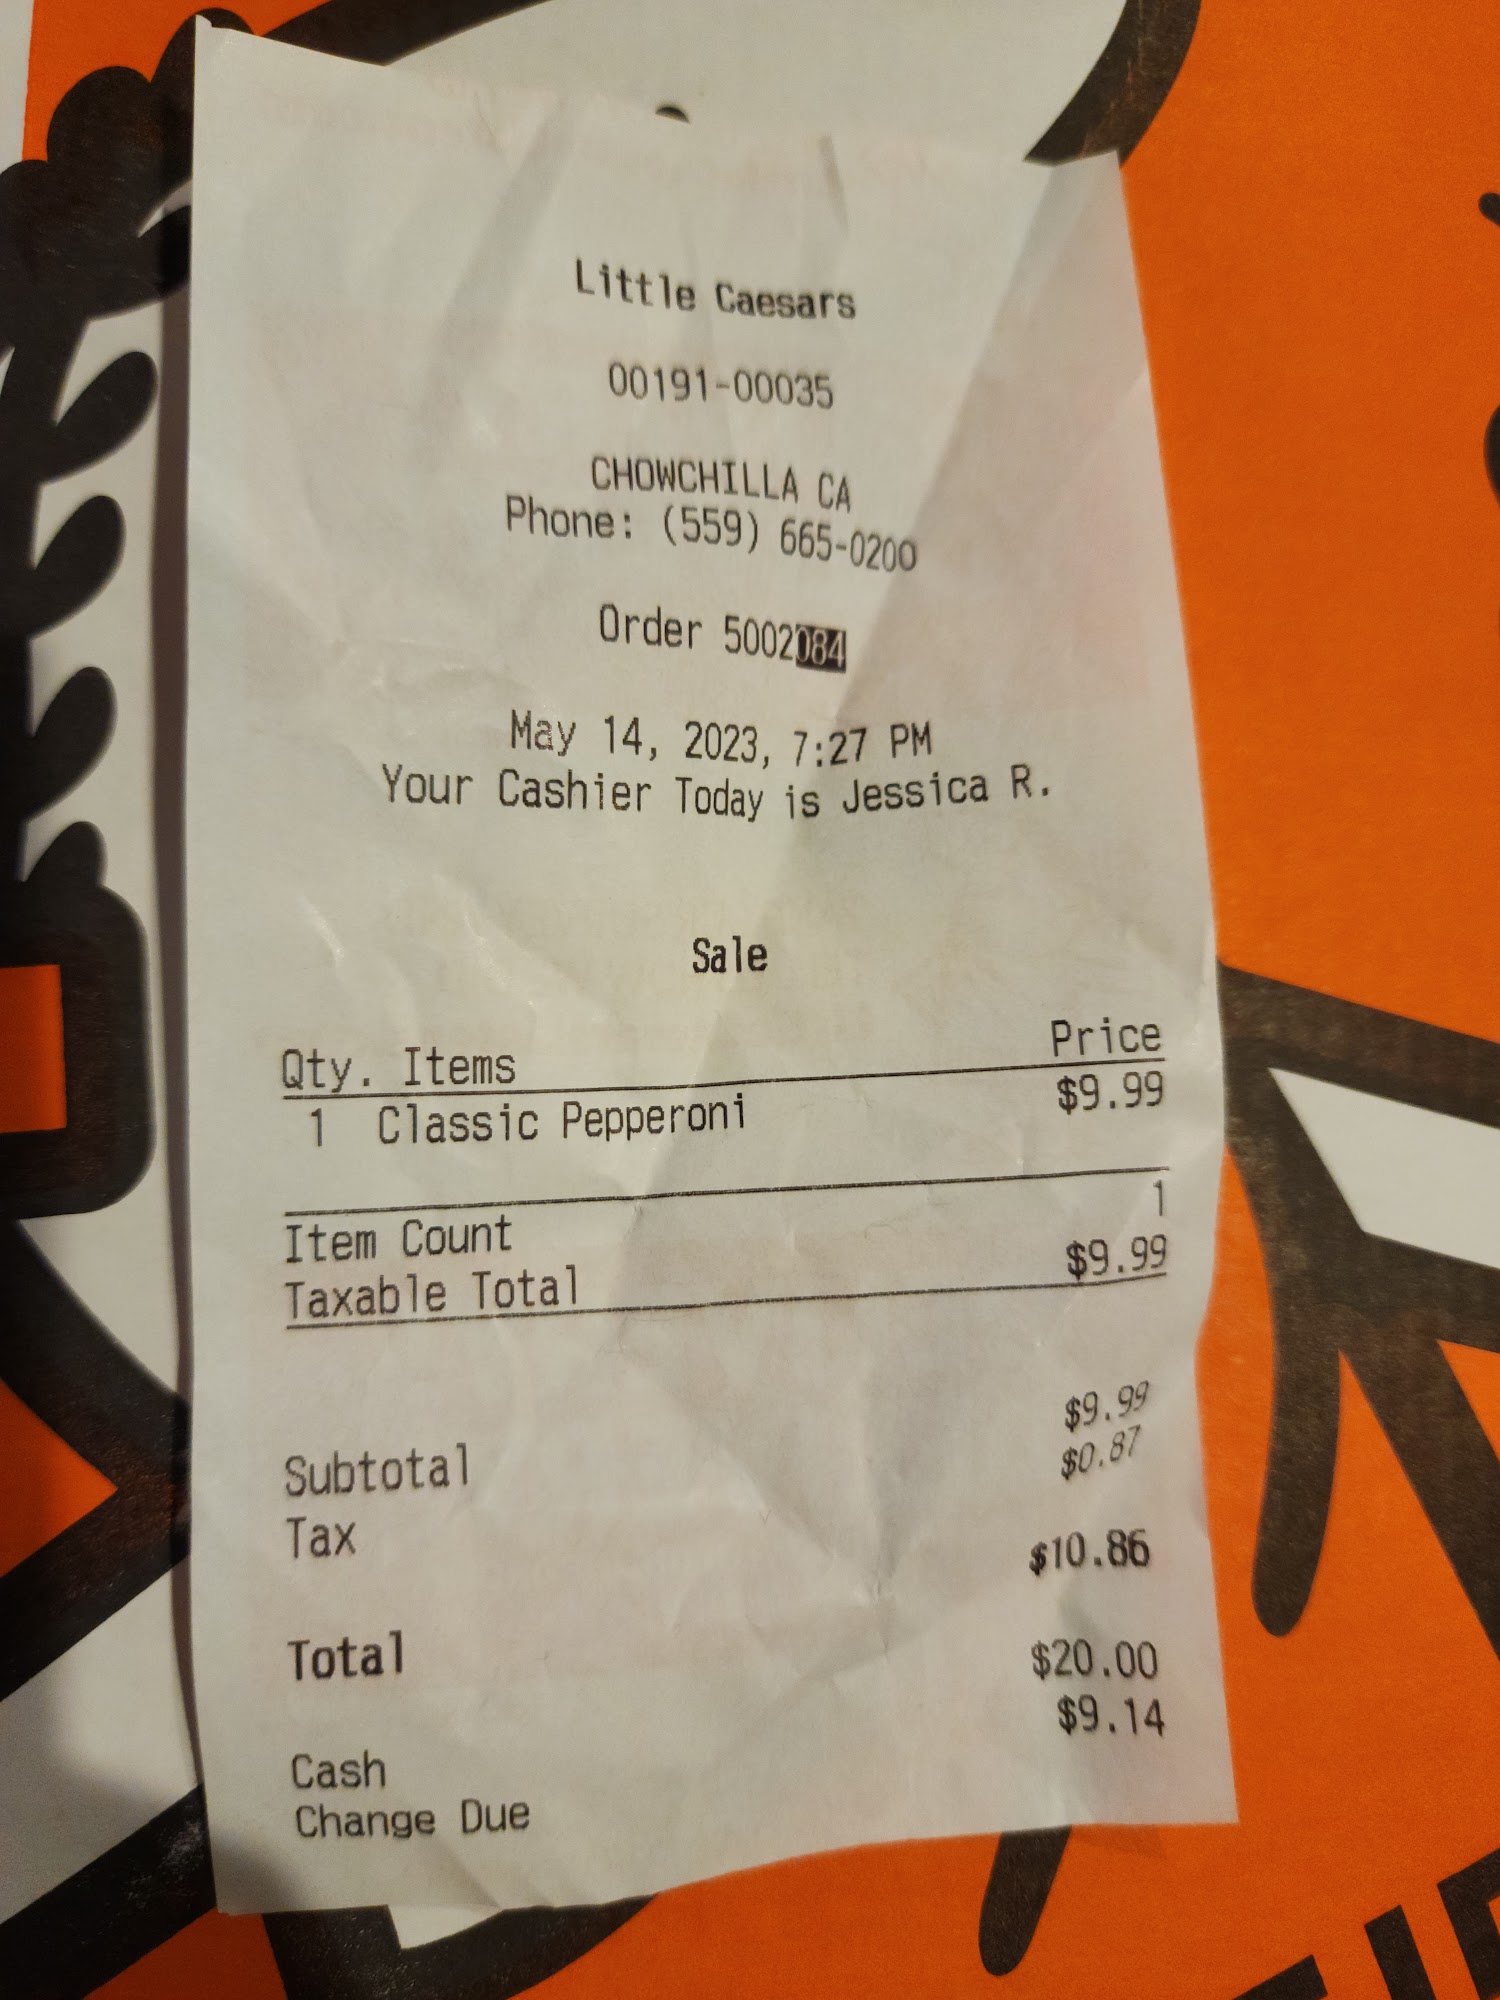 Little Caesars
00191-00035
CHOWCHILLA CA
Phone: (559) 665-0200
Order 5002084
May 14, 2023, 7:27 PM
Your Cashier Today is Jessica R.
Sale
Qty. Items Price
1 Classic Pepperoni $9.99
Item Count 1
Taxable Total $9.99
Subtotal $9.99
Tax $0.87
Total $10.86
Cash $20.00
Change Due $9.14